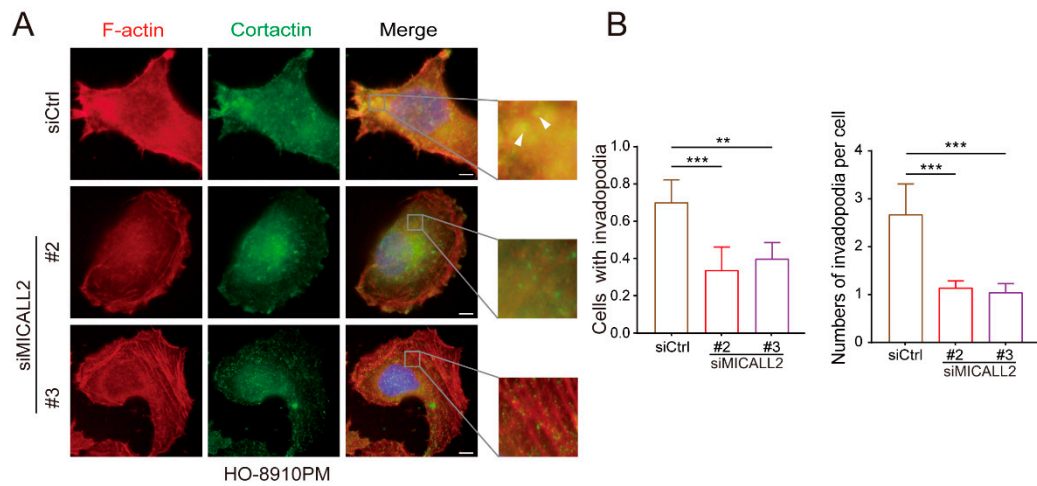 A
F-actin
Cortactin
Merge
siCtrl
siMICALL2
#2
#3
HO-8910PM
B
Cells with invadopodia
1.0
0.8
0.6
0.4
0.2
0.0
**
***
siCtrl
#2
#3
siMICALL2
Numbers of invadopodia per cell
4
3
2
1
0
***
***
siCtrl
#2
#3
siMICALL2